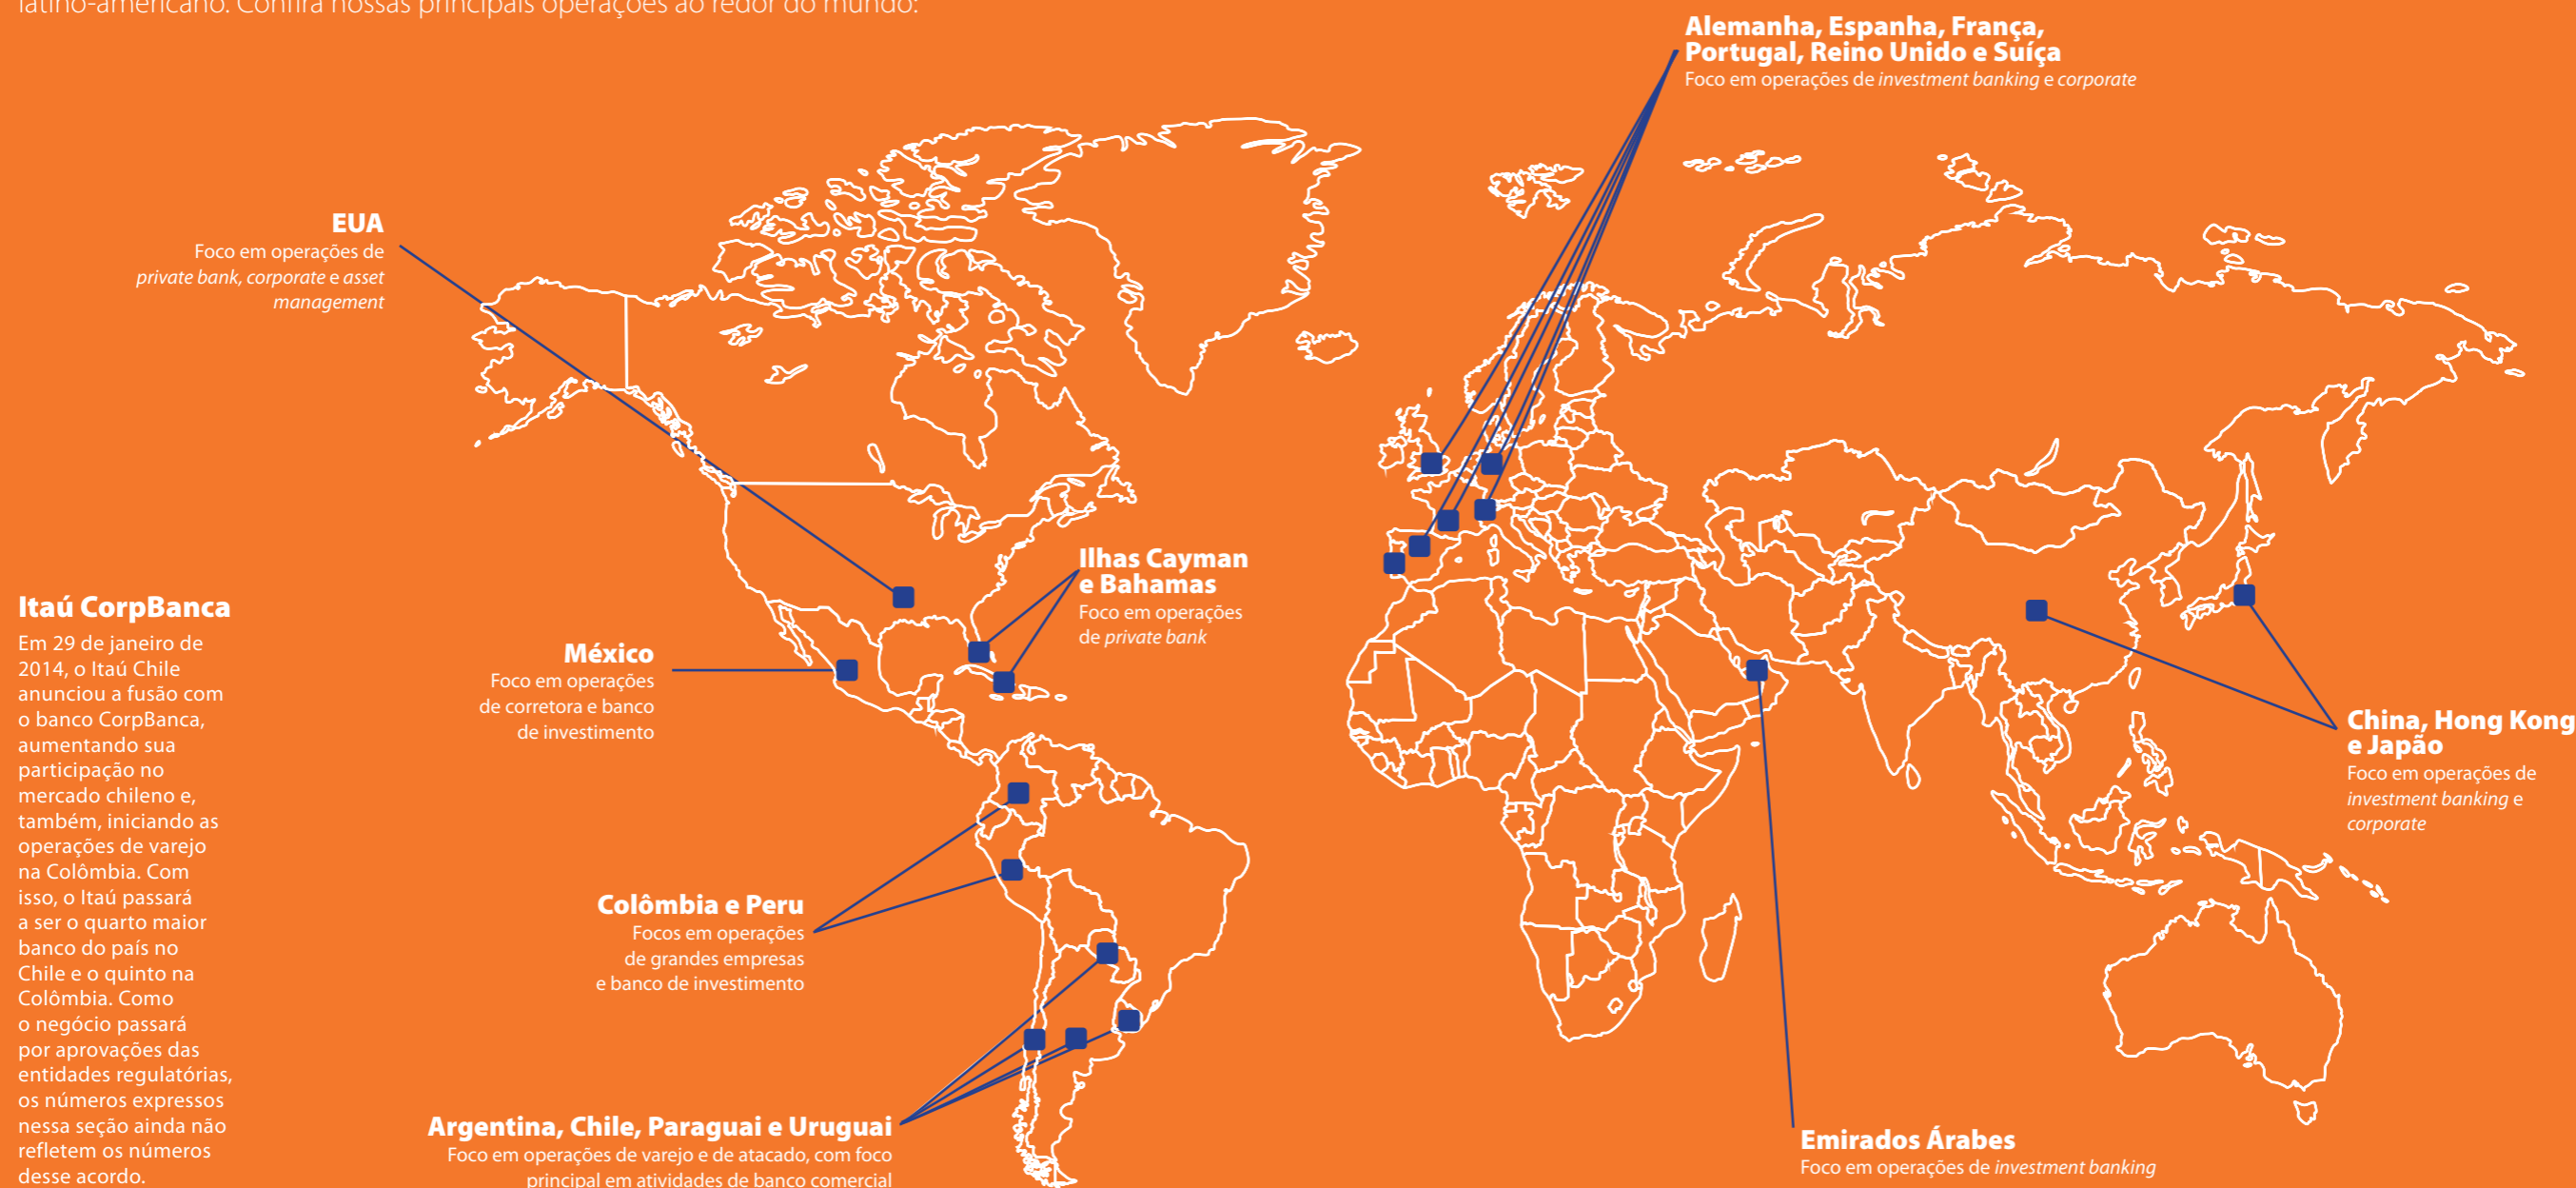 latino-americano. Confira nossas principais operações ao redor do mundo:
Alemanha, Espanha, França,
Portugal, Reino Unido e Suíça
Foco em operações de investment banking e corporate
EUA
Foco em operações de
private bank, corporate e asset
management
Ilhas Cayman
e Bahamas
Foco em operações
de private bank
Itaú CorpBanca
Em 29 de janeiro de
2014, o Itaú Chile
anunciou a fusão com
o banco CorpBanca,
aumentando sua
participação no
mercado chileno e,
também, iniciando as
operações de varejo
na Colômbia. Com
isso, o Itaú passará
a ser o quarto maior
banco do país no
Chile e o quinto na
Colômbia. Como
o negócio passará
por aprovações das
entidades regulatórias,
os números expressos
nessa seção ainda não
refletem os números
desse acordo.
México
Foco em operações
de corretora e banco
de investimento
China, Hong Kong
e Japão
Foco em operações de
investment banking e
corporate
Colômbia e Peru
Focos em operações
de grandes empresas
e banco de investimento
Argentina, Chile, Paraguai e Uruguai
Foco em operações de varejo e de atacado, com foco
principal em atividades de banco comercial
Emirados Árabes
Foco em operações de investment banking